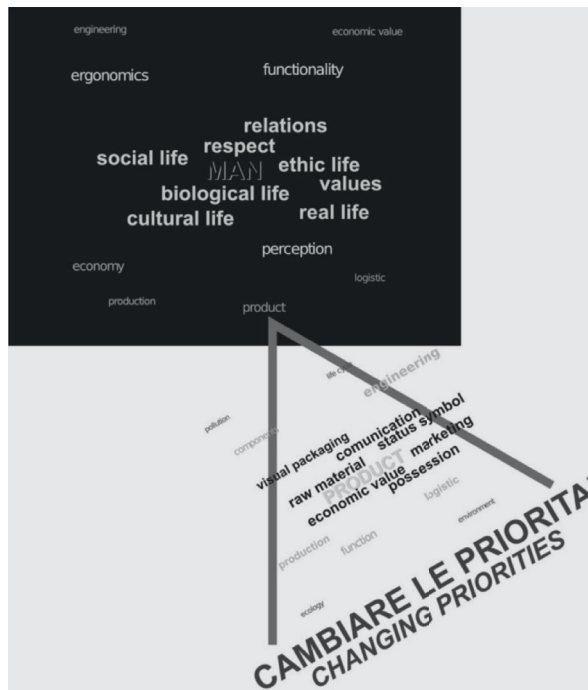 engineering
economic value
ergonomics
functionality
relations
respect
social life
MAN
ethic life
values
biological life
cultural life
real life
perception
economy
logistic
production
product
life cycle
engineering
pollution
components
comunication
status symbol
visual packaging
marketing
raw material
PRODUCT
possession
economic value
logistic
environment
production
function
ecology
CAMBIARE LE PRIORITA
CHANGING PRIORITIES